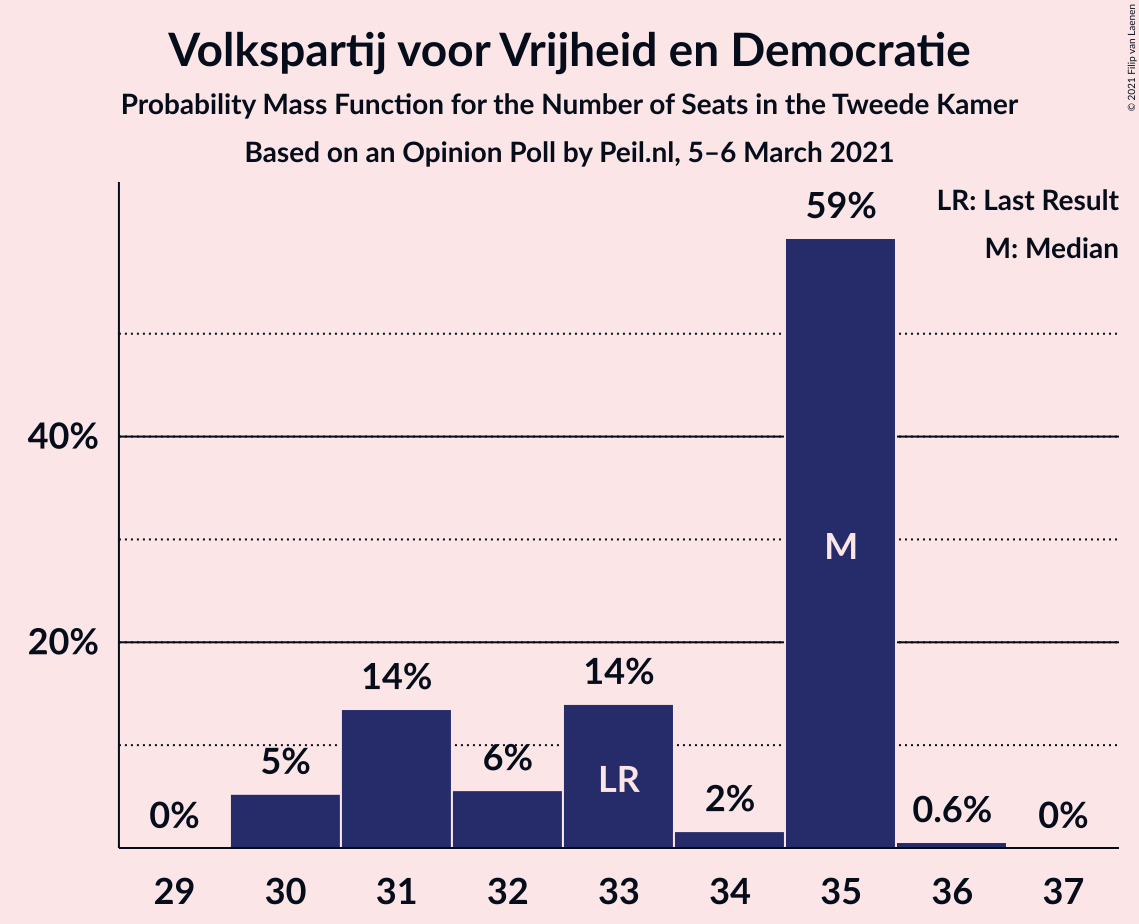 Volkspartij voor Vrijheid en Democratie
Probability Mass Function for the Number of Seats in the Tweede Kamer
Based on an Opinion Poll by Peil.nl, 5–6 March 2021
© 2021 Filip van Laenen
LR: Last Result
M: Median
59%
40%
M
20%
14%
14%
5%
6%
LR
2%
0.6%
0%
0%
29 30 31 32 33 34 35 36 37